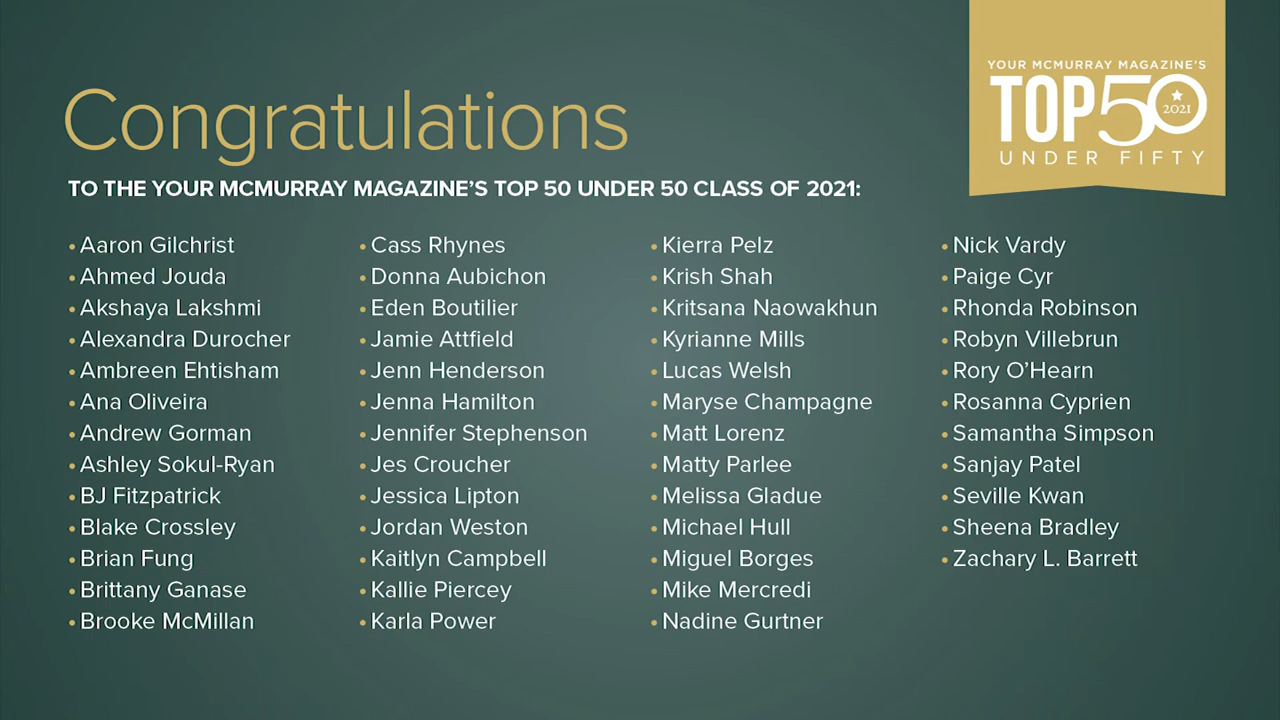 YOUR MCMURRAY MAGAZINE'S
TOP 50
2021
UNDER FIFTY
Congratulations
TO THE YOUR MCMURRAY MAGAZINE'S TOP 50 UNDER 50 CLASS OF 2021:
• Aaron Gilchrist
• Ahmed Jouda
• Akshaya Lakshmi
• Alexandra Durocher
• Ambreen Ehtisham
• Ana Oliveira
• Andrew Gorman
• Ashley Sokul-Ryan
• BJ Fitzpatrick
• Blake Crossley
• Brian Fung
• Brittany Ganase
• Brooke McMillan
• Cass Rhynes
• Donna Aubichon
• Eden Boutilier
• Jamie Attfield
• Jenn Henderson
• Jenna Hamilton
• Jennifer Stephenson
• Jes Croucher
• Jessica Lipton
• Jordan Weston
• Kaitlyn Campbell
• Kallie Piercey
• Karla Power
• Kierra Pelz
• Krish Shah
• Kritsana Naowakhun
• Kyrianne Mills
• Lucas Welsh
• Maryse Champagne
• Matt Lorenz
• Matty Parlee
• Melissa Gladue
• Michael Hull
• Miguel Borges
• Mike Mercredi
• Nadine Gurtner
• Nick Vardy
• Paige Cyr
• Rhonda Robinson
• Robyn Villebrun
• Rory O'Hearn
• Rosanna Cyprien
• Samantha Simpson
• Sanjay Patel
• Seville Kwan
• Sheena Bradley
• Zachary L. Barrett